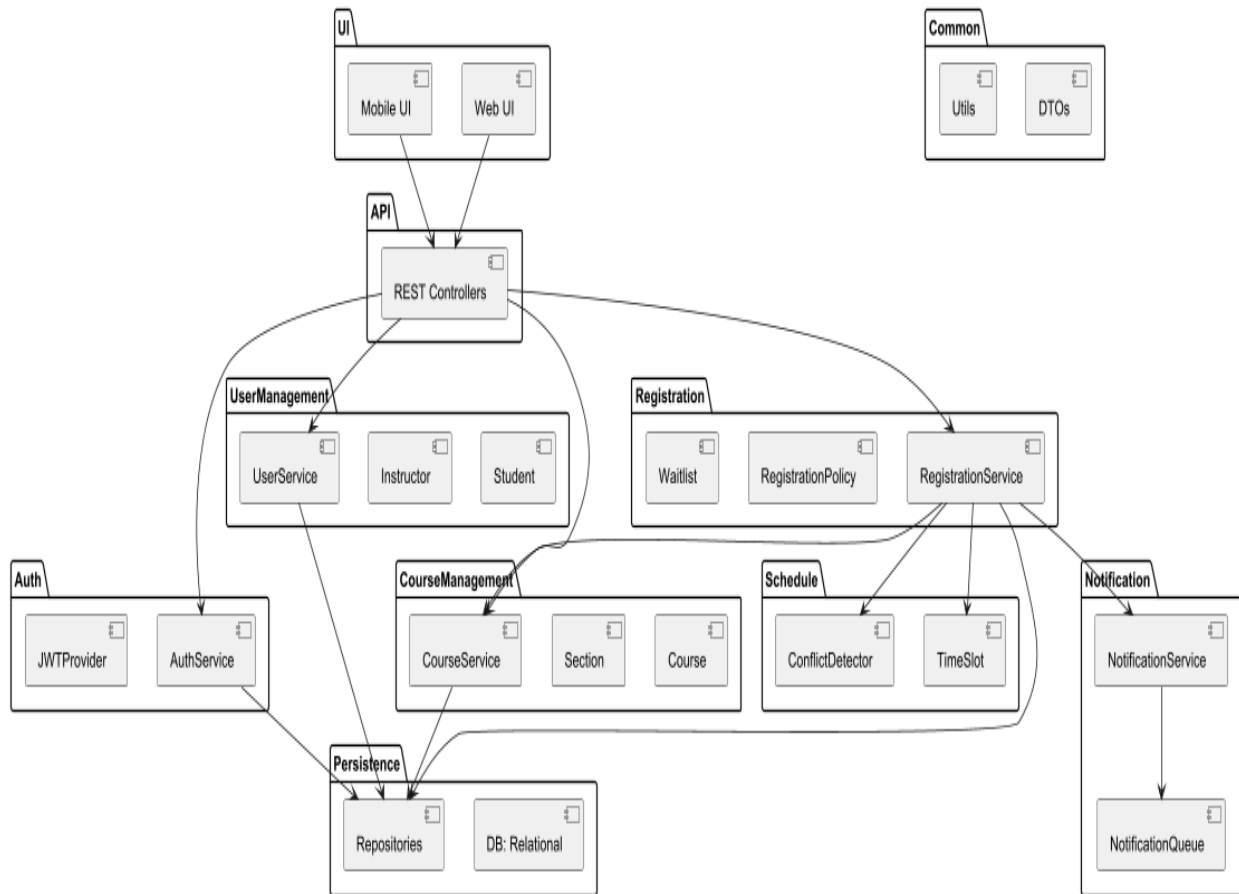 UI
Mobile UI
Web UI
Common
Utils
DTOs
API
REST Controllers
UserManagement
UserService
Instructor
Student
Registration
Waitlist
RegistrationPolicy
RegistrationService
Auth
JWTProvider
AuthService
CourseManagement
CourseService
Section
Course
Schedule
ConflictDetector
TimeSlot
Notification
NotificationService
NotificationQueue
Persistence
Repositories
DB: Relational